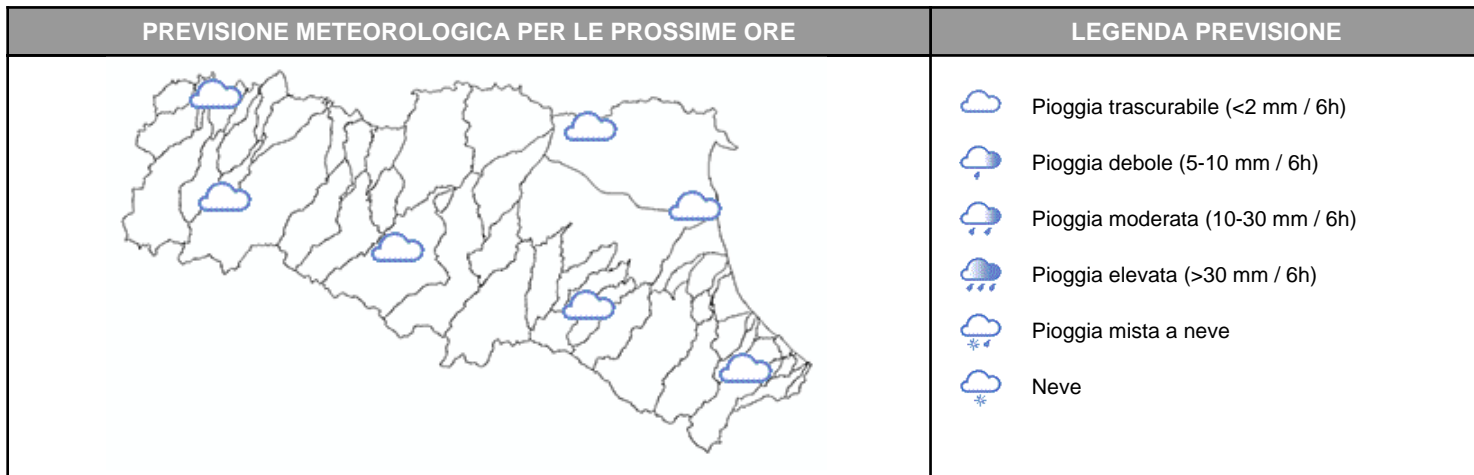 PREVISIONE METEOROLOGICA PER LE PROSSIME ORE
LEGENDA PREVISIONE
Pioggia trascurabile (<2 mm / 6h)
Pioggia debole (5-10 mm / 6h)
Pioggia moderata (10-30 mm / 6h)
Pioggia elevata (>30 mm / 6h)
Pioggia mista a neve
Neve